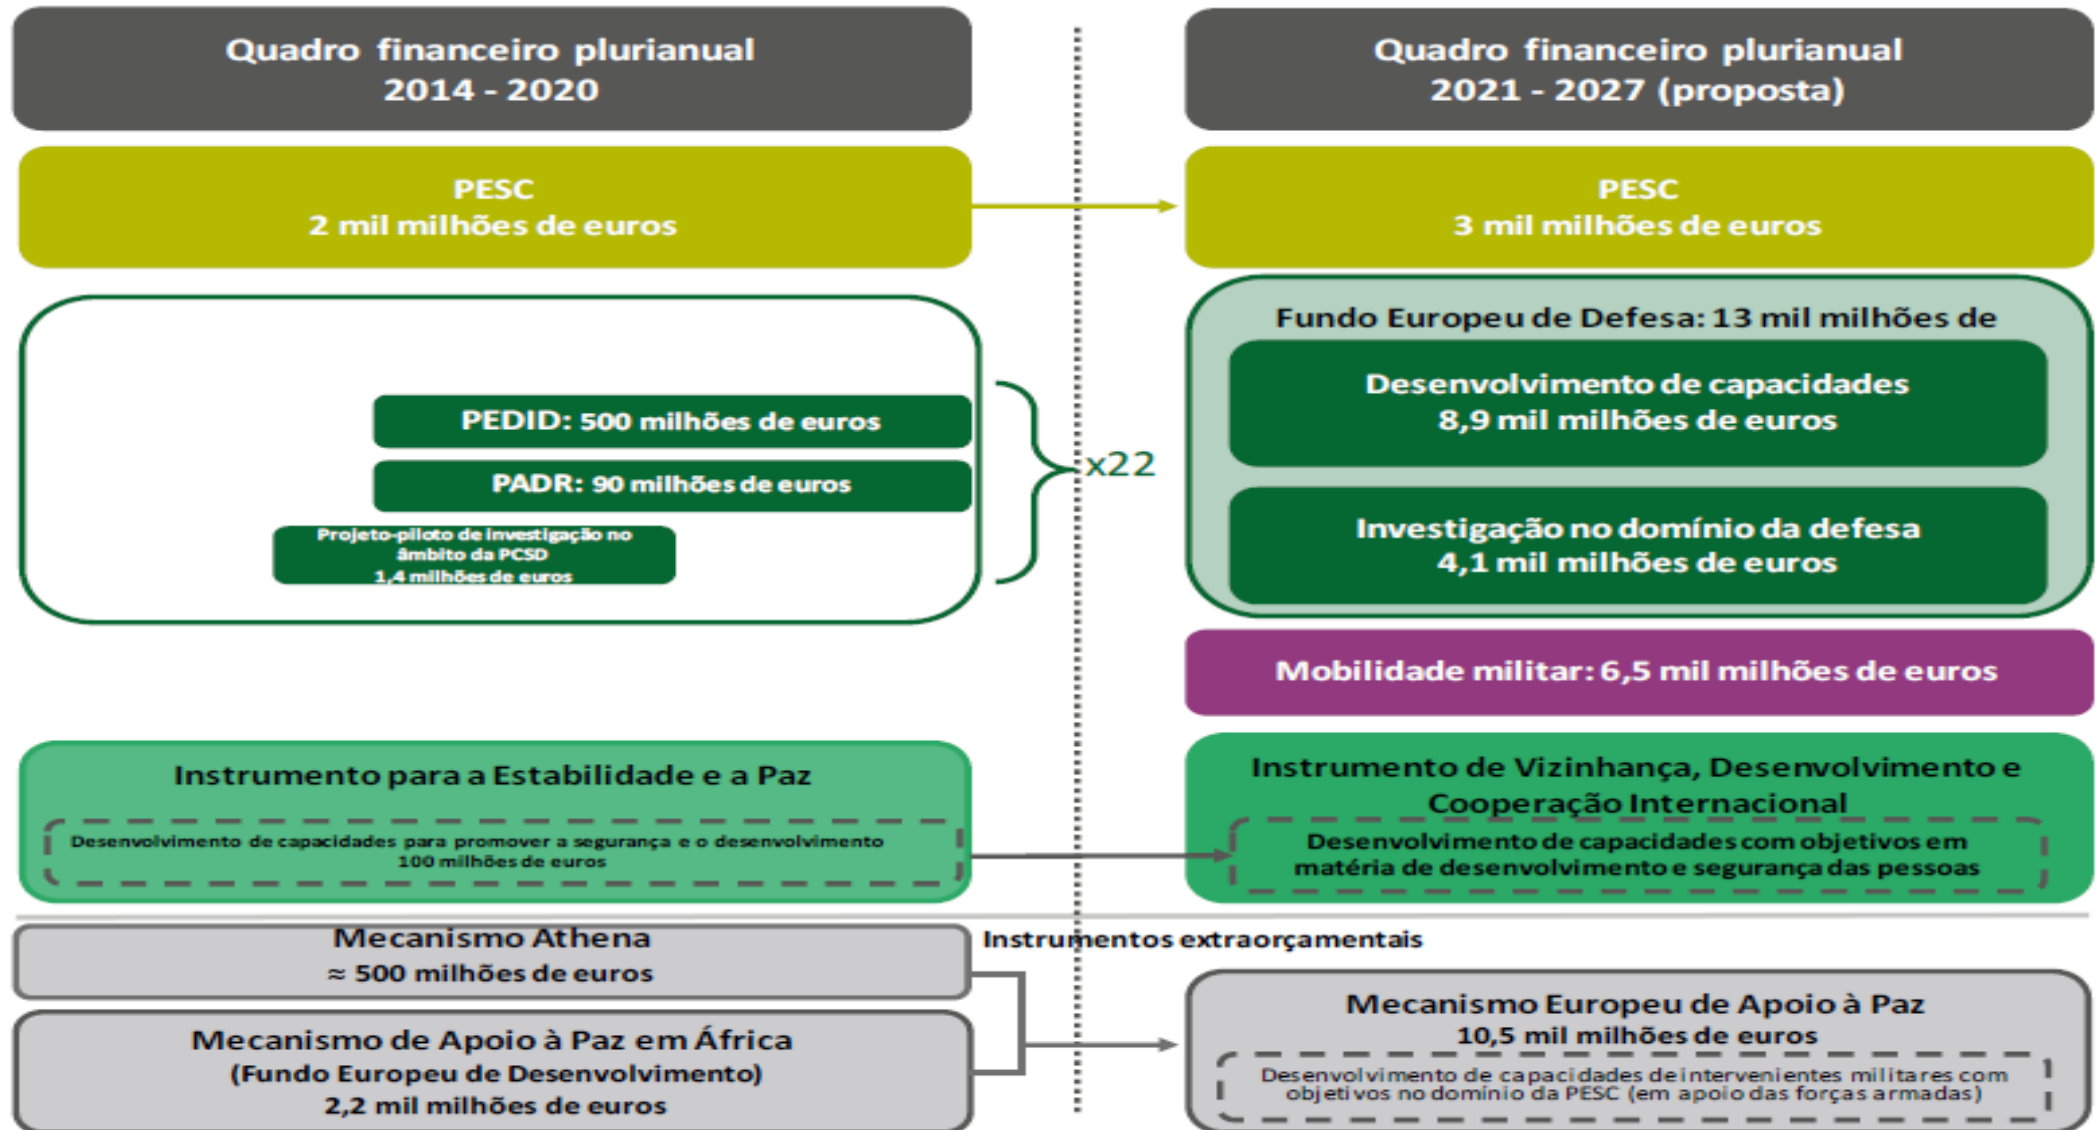 Quadro financeiro plurianual
2014 - 2020
Quadro financeiro plurianual
2021 - 2027 (proposta)
PESC
2 mil milhões de euros
PESC
3 mil milhões de euros
PEDID: 500 milhões de euros
PADR: 90 milhões de euros
Projeto-piloto de investigação no
âmbito da PCSD
1,4 milhões de euros
x22
Fundo Europeu de Defesa: 13 mil milhões de
Desenvolvimento de capacidades
8,9 mil milhões de euros
Investigação no domínio da defesa
4,1 mil milhões de euros
Mobilidade militar: 6,5 mil milhões de euros
Instrumento para a Estabilidade e a Paz
Desenvolvimento de capacidades para promover a segurança e o desenvolvimento
100 milhões de euros
Instrumento de Vizinhança, Desenvolvimento e
Cooperação Internacional
Desenvolvimento de capacidades com objetivos em
matéria de desenvolvimento e segurança das pessoas
Instrumentos extraorçamentais
Mecanismo Athena
≈ 500 milhões de euros
Mecanismo de Apoio à Paz em África
(Fundo Europeu de Desenvolvimento)
2,2 mil milhões de euros
Mecanismo Europeu de Apoio à Paz
10,5 mil milhões de euros
Desenvolvimento de capacidades de intervenientes militares com
objetivos no domínio da PESC (em apoio das forças armadas)